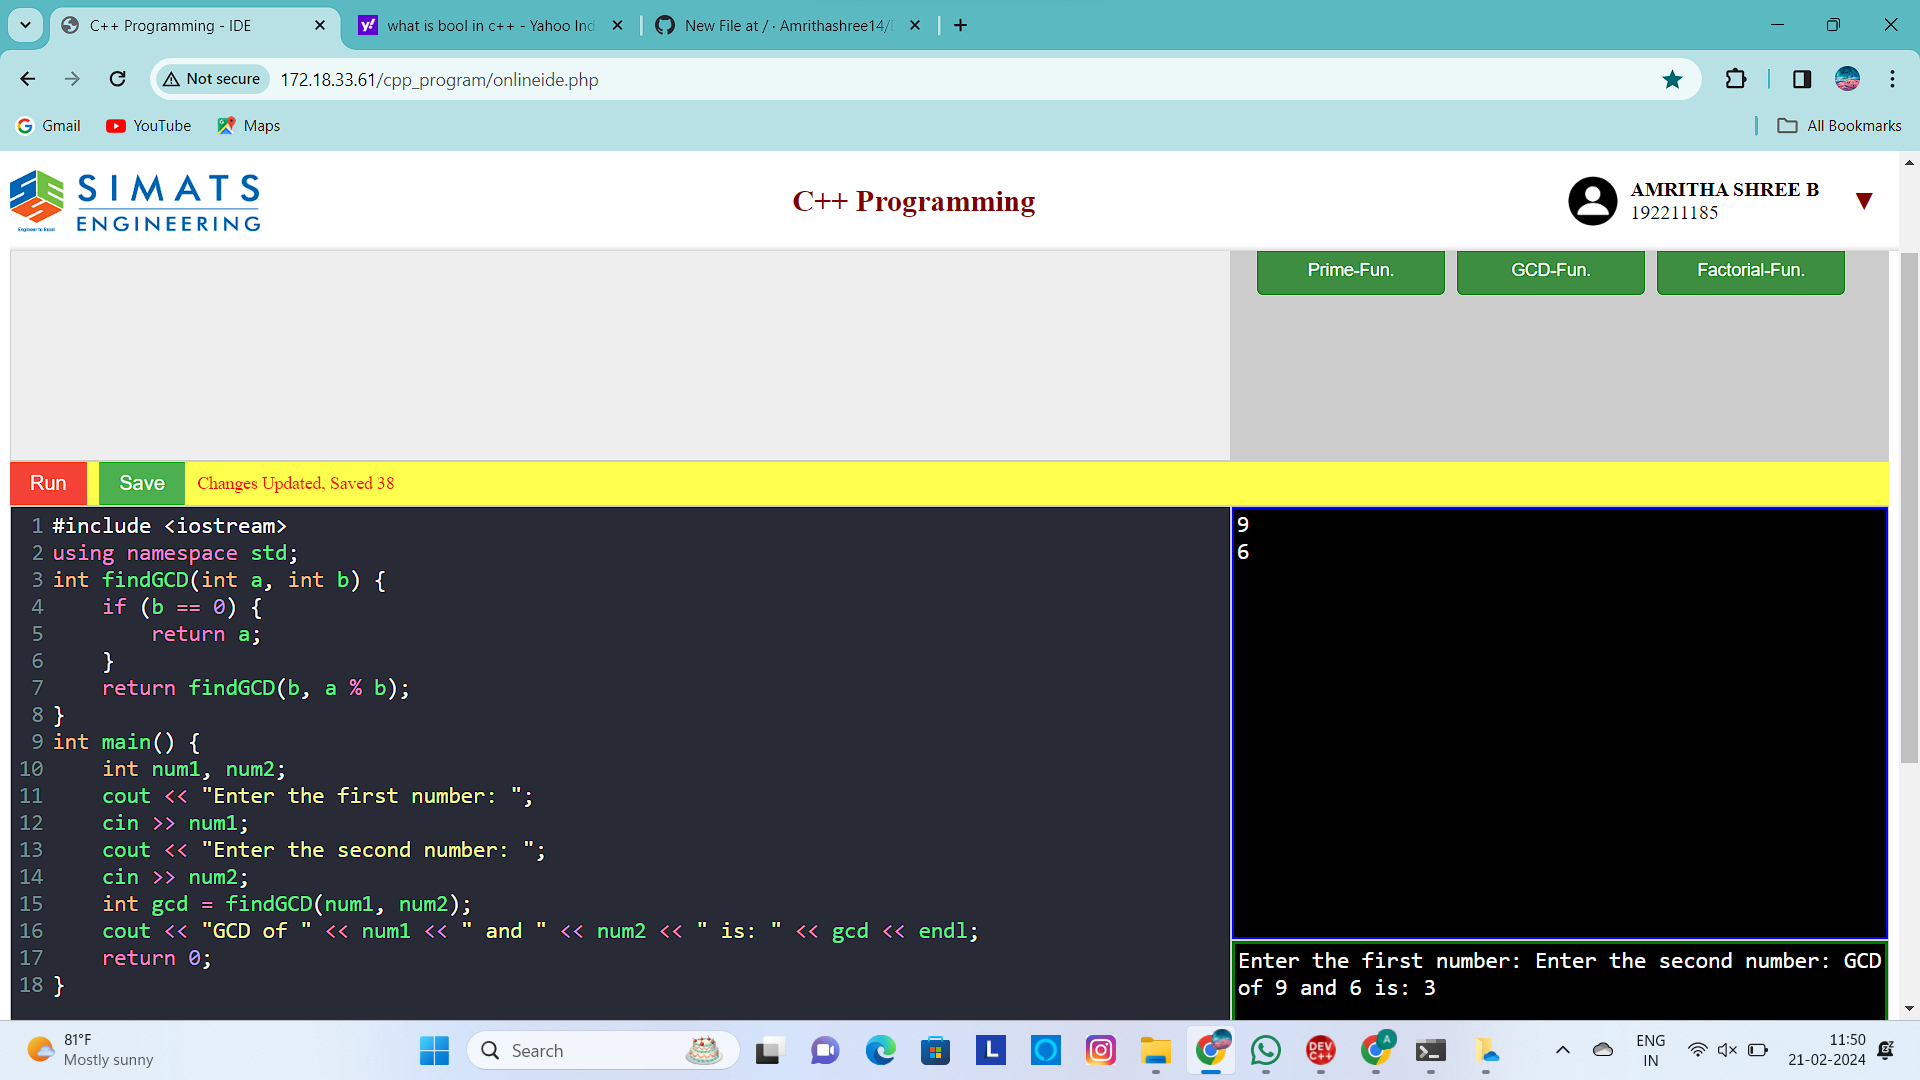 C++ Programming - IDE
what is bool in c++ - Yahoo Ind
New File at / · Amrithashree14/
Not secure
172.18.33.61/cpp_program/onlineide.php
Gmail
YouTube
Maps
All Bookmarks
SIMATS
ENGINEERING
Engineer to Excel
C++ Programming
AMRITHA SHREE B
192211185
Prime-Fun.
GCD-Fun.
Factorial-Fun.
Run
Save
Changes Updated, Saved 38
1 #include <iostream>
2 using namespace std;
3 int findGCD(int a, int b) {
4     if (b == 0) {
5         return a;
6     }
7     return findGCD(b, a % b);
8 }
9 int main() {
10     int num1, num2;
11     cout << "Enter the first number: ";
12     cin >> num1;
13     cout << "Enter the second number: ";
14     cin >> num2;
15     int gcd = findGCD(num1, num2);
16     cout << "GCD of " << num1 << " and " << num2 << " is: " << gcd << endl;
17     return 0;
18 }
9
6
Enter the first number: Enter the second number: GCD
of 9 and 6 is: 3
81°F
Mostly sunny
Search
L
DEV
C++
A
ENG
IN
11:50
21-02-2024